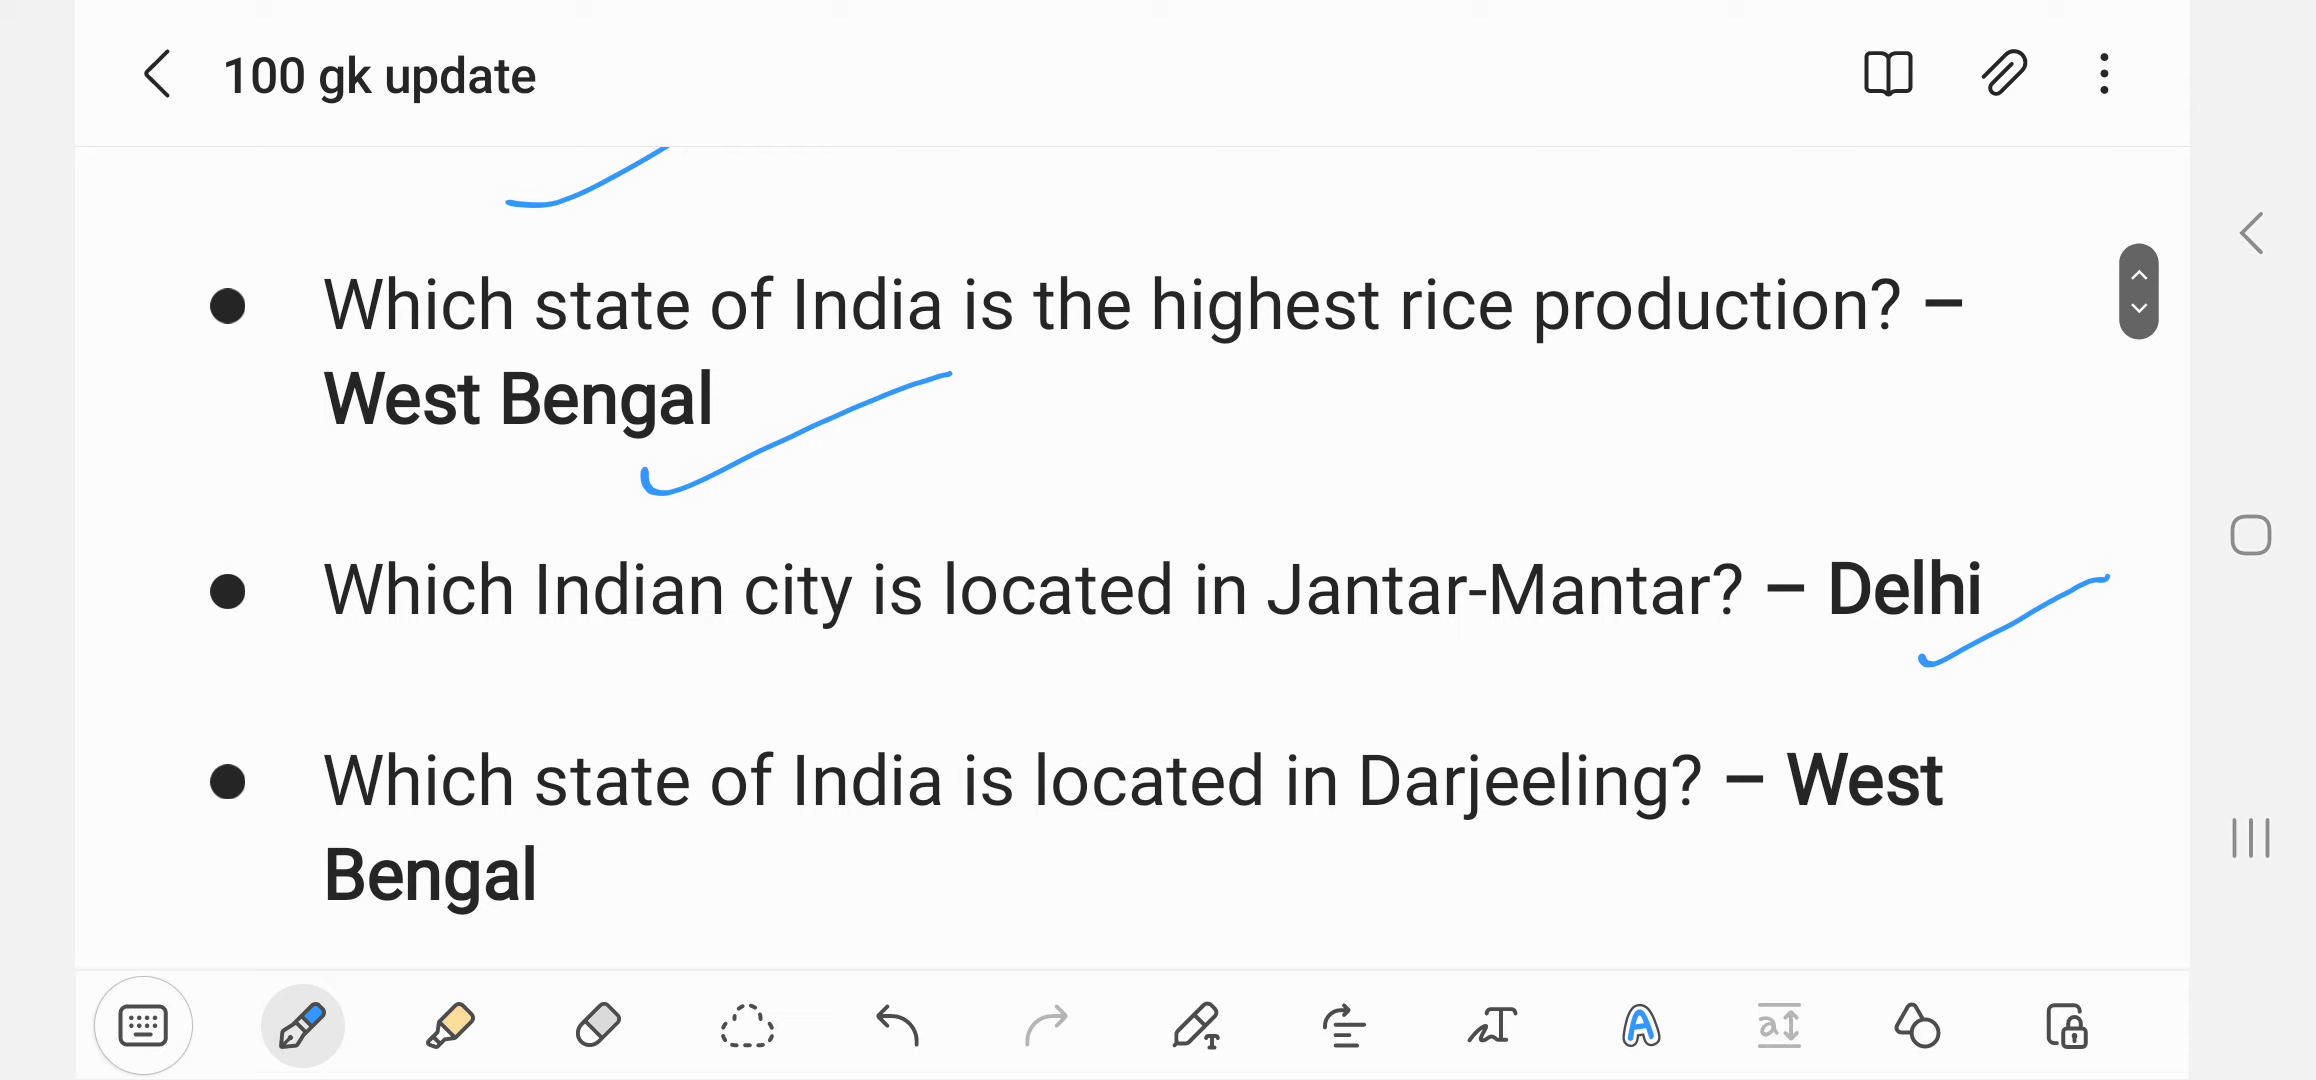 100 gk update
● Which state of India is the highest rice production? –
West Bengal
● Which Indian city is located in Jantar-Mantar? – Delhi
● Which state of India is located in Darjeeling? – West
Bengal